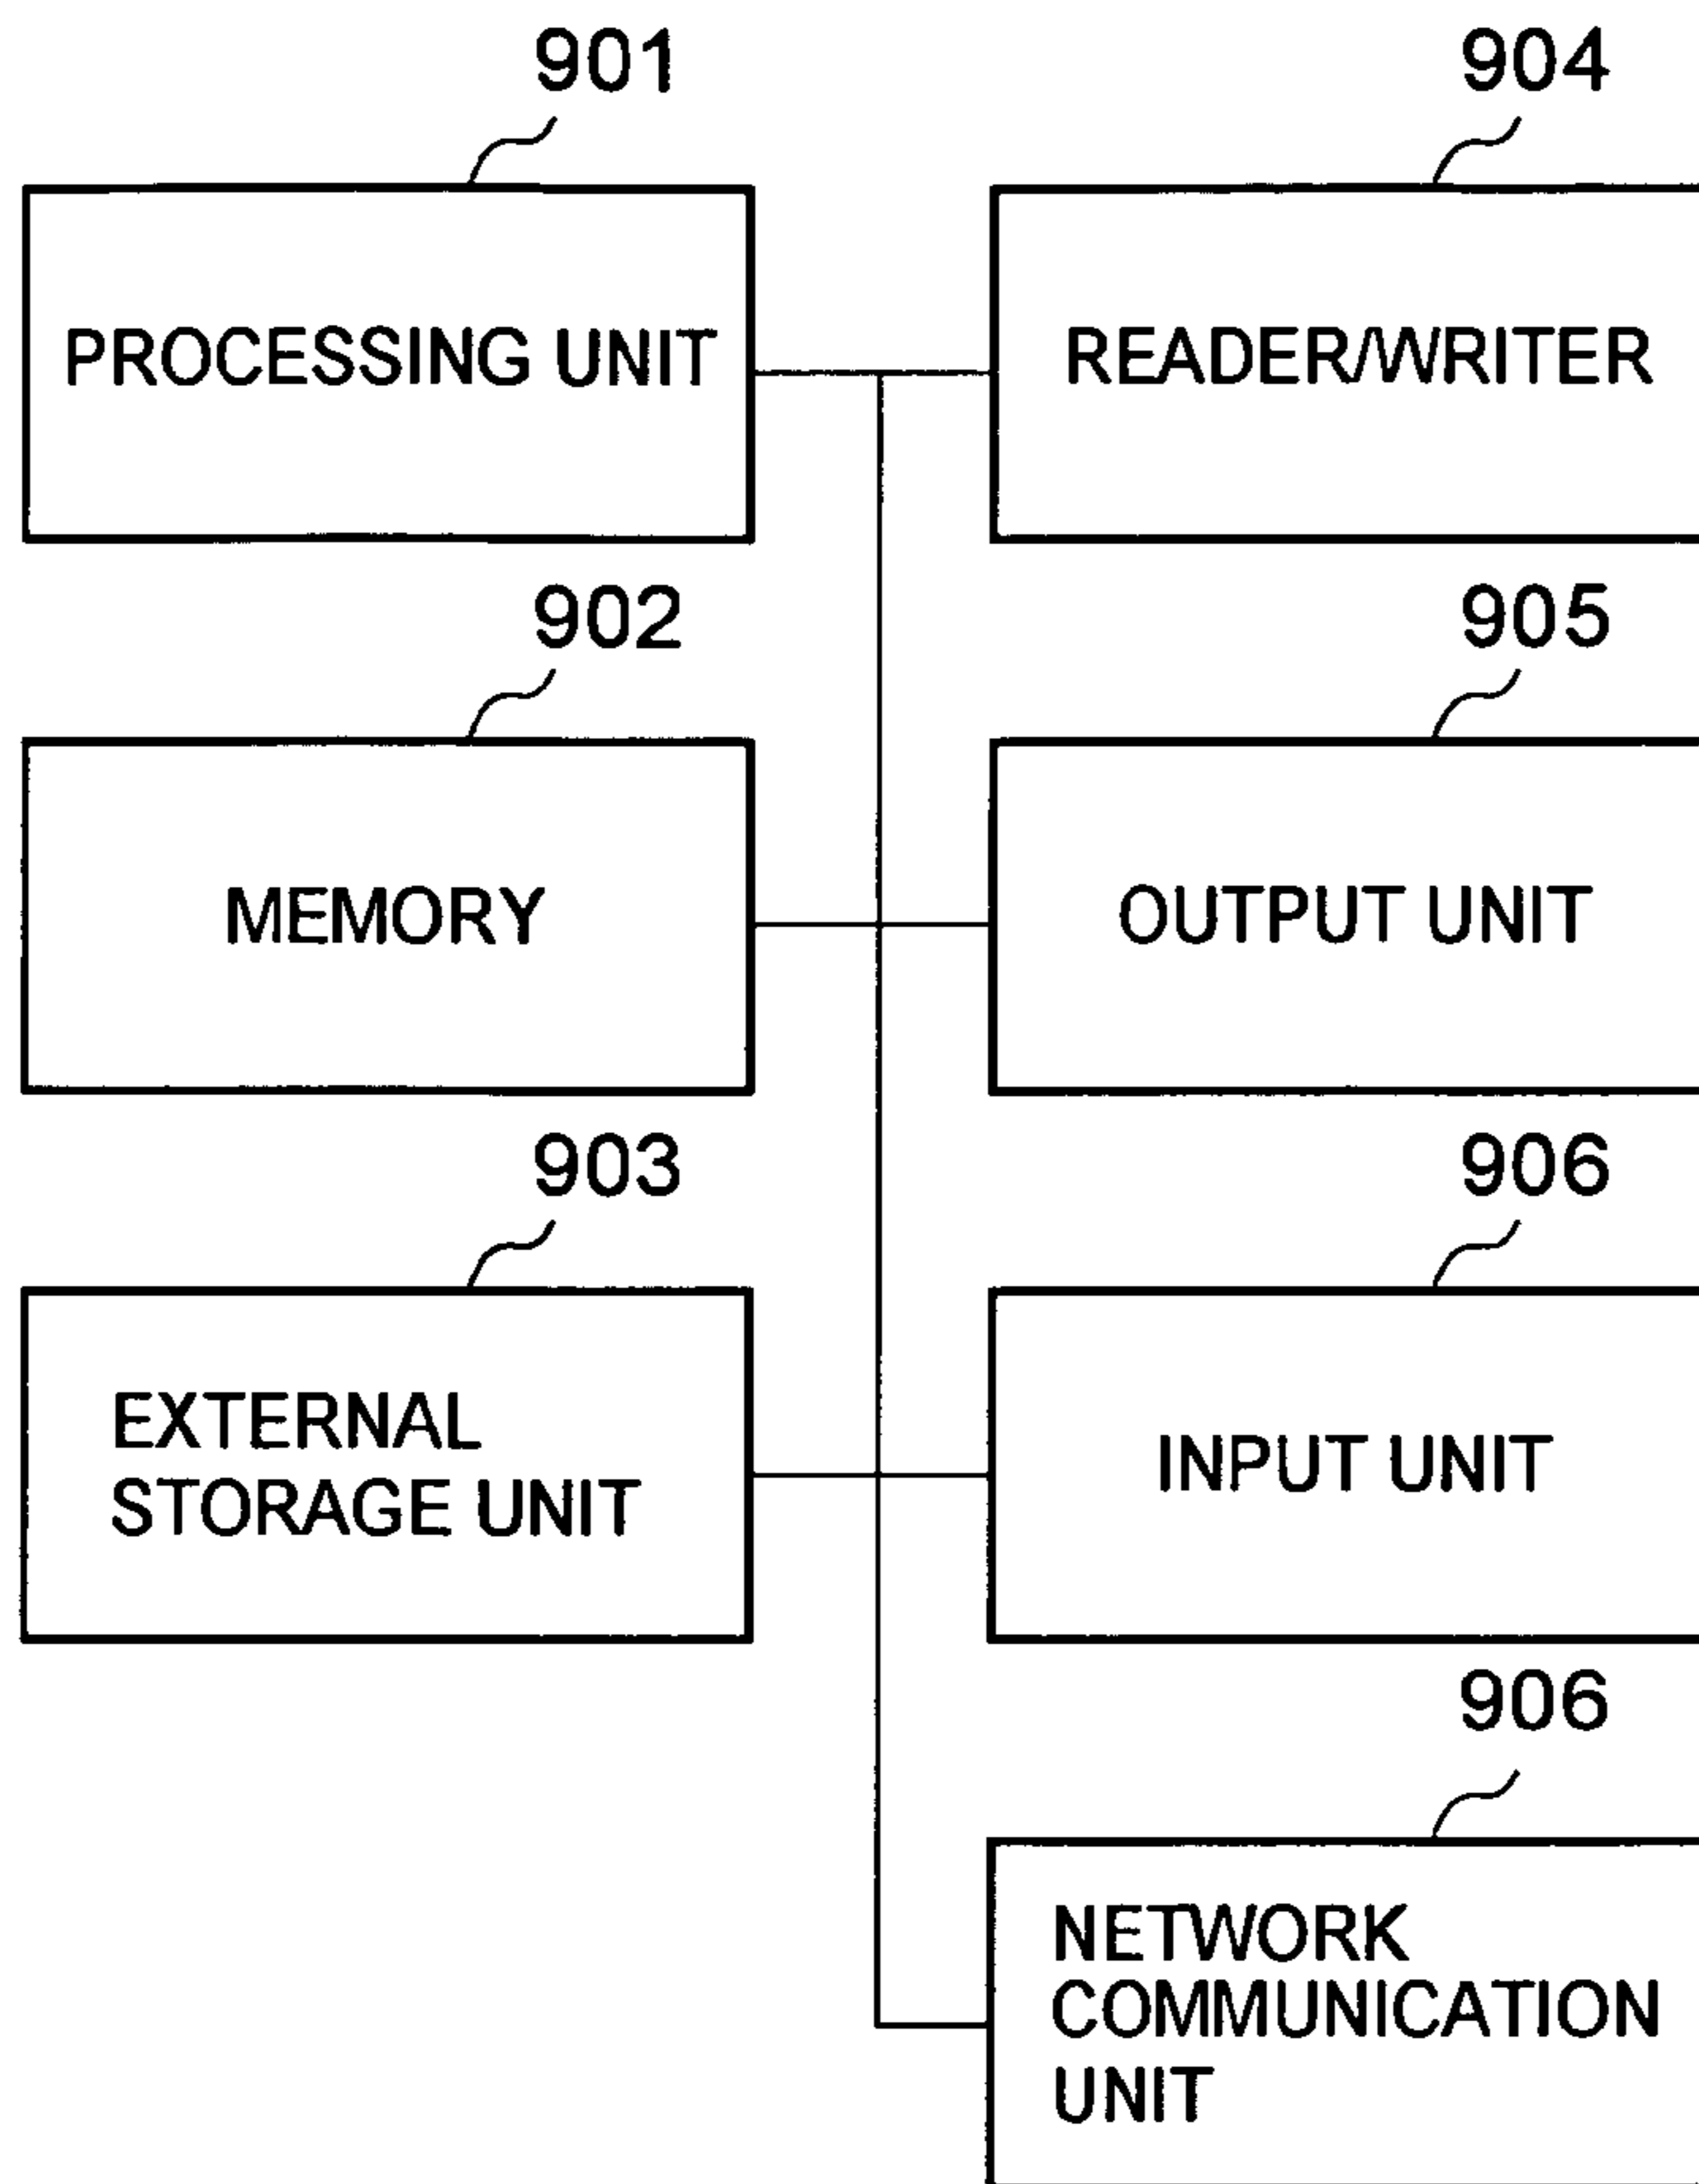 901
904
PROCESSING UNIT
READER/WRITER
902
905
MEMORY
OUTPUT UNIT
903
906
EXTERNAL
STORAGE UNIT
INPUT UNIT
906
NETWORK
COMMUNICATION
UNIT